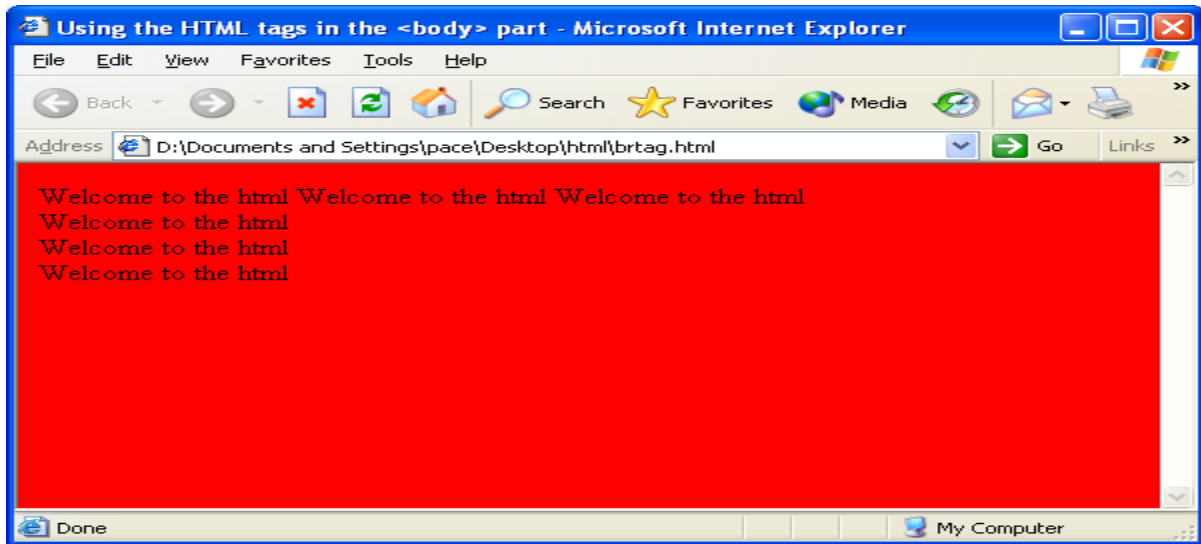 Using the HTML tags in the <body> part - Microsoft Internet Explorer
File Edit View Favorites Tools Help
Back Search Favorites Media »
Address D:\Documents and Settings\pace\Desktop\html\brtag.html Go Links »
Welcome to the html Welcome to the html Welcome to the html
Welcome to the html
Welcome to the html
Welcome to the html
Done My Computer